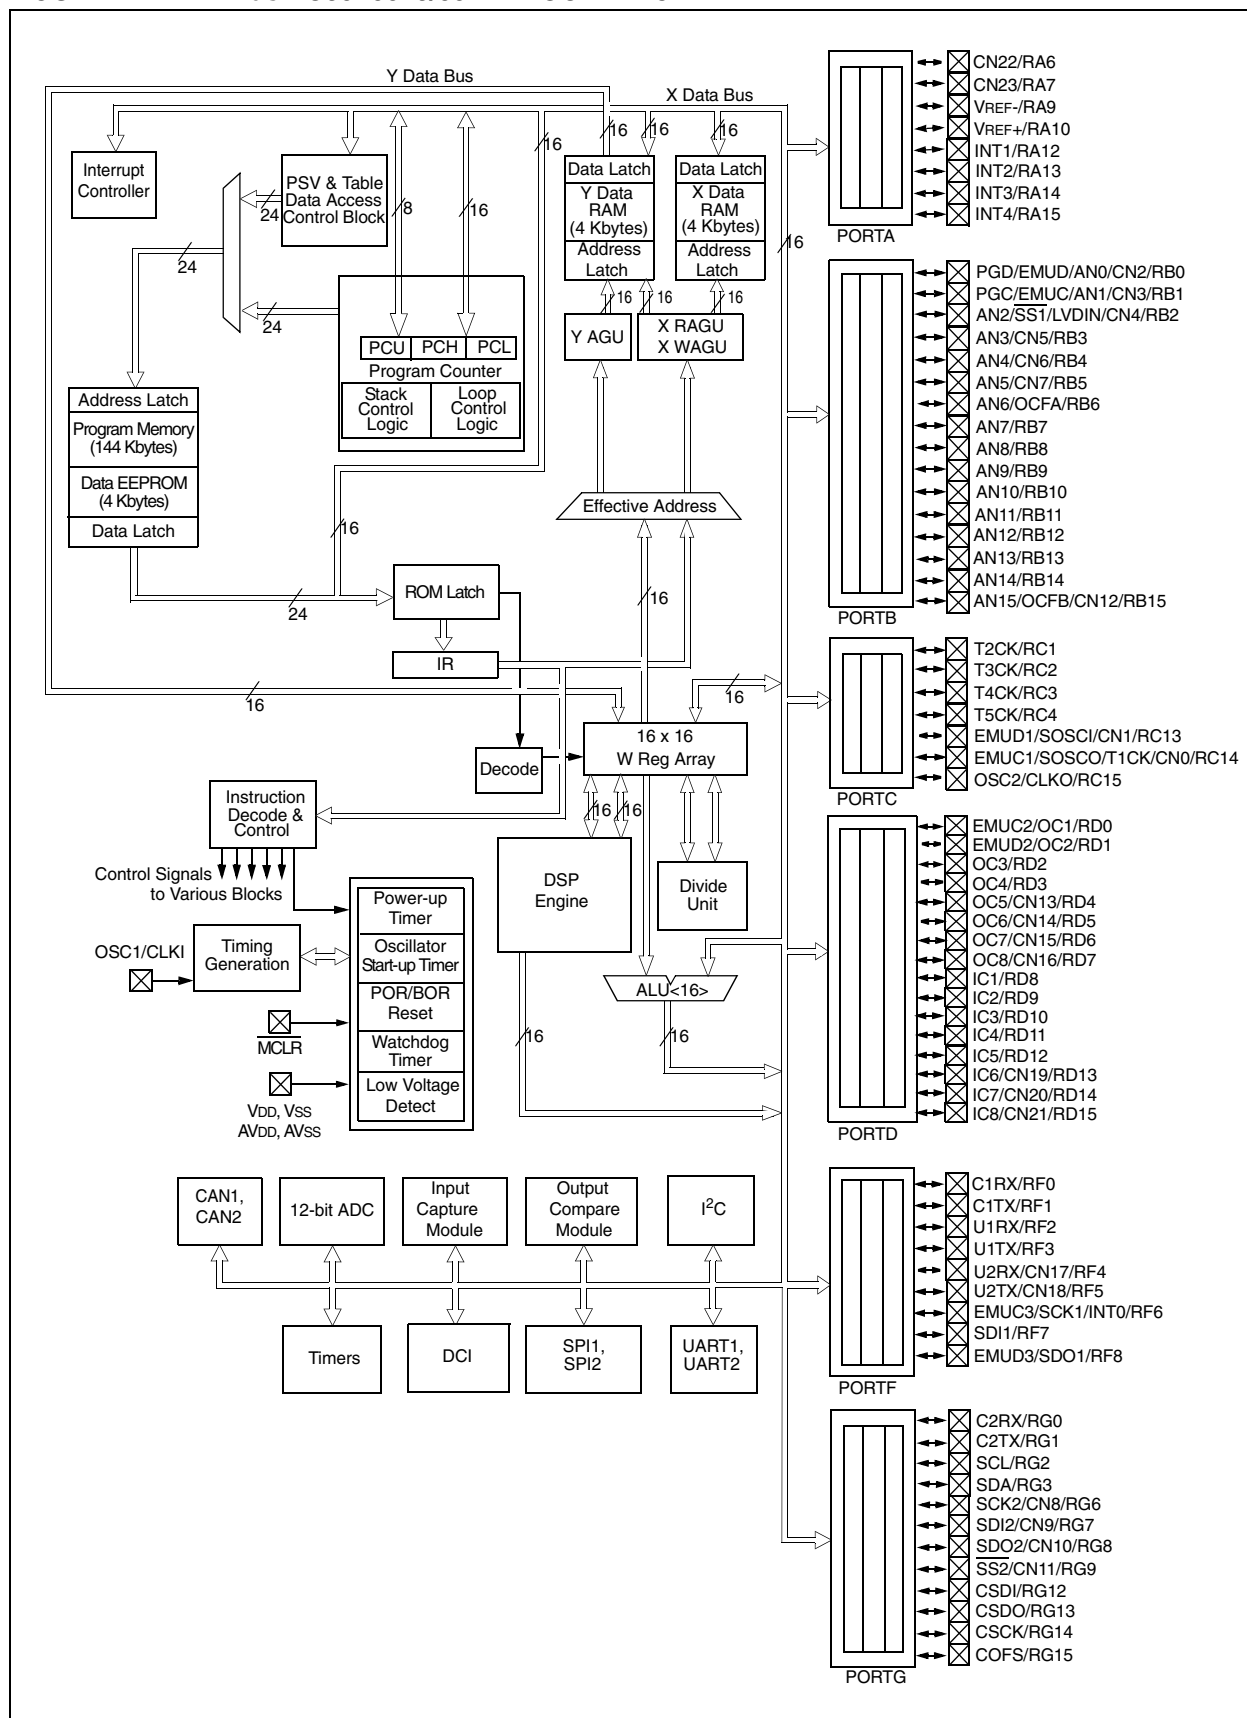 Y Data Bus
X Data Bus
Interrupt
Controller
PSV & Table
Data Access
Control Block
24
24
24
8
16
16
16
16
16
16
Data Latch
Y Data
RAM
(4 Kbytes)
Address
Latch
Data Latch
X Data
RAM
(4 Kbytes)
Address
Latch
16
16
16
Y AGU
X RAGU
X WAGU
PCU
PCH
PCL
Program Counter
Stack
Control
Logic
Loop
Control
Logic
Address Latch
Program Memory
(144 Kbytes)
Data EEPROM
(4 Kbytes)
Data Latch
Effective Address
16
24
16
ROM Latch
IR
16
16
16 x 16
W Reg Array
Decode
Instruction
Decode &
Control
16
16
Control Signals
to Various Blocks
DSP
Engine
Divide
Unit
OSC1/CLKI
Timing
Generation
Power-up
Timer
Oscillator
Start-up Timer
POR/BOR
Reset
Watchdog
Timer
Low Voltage
Detect
MCLR
VDD, VSS
AVDD, AVSS
ALU<16>
16
16
CAN1,
CAN2
12-bit ADC
Input
Capture
Module
Output
Compare
Module
I²C
Timers
DCI
SPI1,
SPI2
UART1,
UART2
CN22/RA6
CN23/RA7
VREF-/RA9
VREF+/RA10
INT1/RA12
INT2/RA13
INT3/RA14
INT4/RA15
PORTA
PGD/EMUD/AN0/CN2/RB0
PGC/EMUC/AN1/CN3/RB1
AN2/SS1/LVDIN/CN4/RB2
AN3/CN5/RB3
AN4/CN6/RB4
AN5/CN7/RB5
AN6/OCFA/RB6
AN7/RB7
AN8/RB8
AN9/RB9
AN10/RB10
AN11/RB11
AN12/RB12
AN13/RB13
AN14/RB14
AN15/OCFB/CN12/RB15
PORTB
T2CK/RC1
T3CK/RC2
T4CK/RC3
T5CK/RC4
EMUD1/SOSCI/CN1/RC13
EMUC1/SOSCO/T1CK/CN0/RC14
OSC2/CLKO/RC15
PORTC
EMUC2/OC1/RD0
EMUD2/OC2/RD1
OC3/RD2
OC4/RD3
OC5/CN13/RD4
OC6/CN14/RD5
OC7/CN15/RD6
OC8/CN16/RD7
IC1/RD8
IC2/RD9
IC3/RD10
IC4/RD11
IC5/RD12
IC6/CN19/RD13
IC7/CN20/RD14
IC8/CN21/RD15
PORTD
C1RX/RF0
C1TX/RF1
U1RX/RF2
U1TX/RF3
U2RX/CN17/RF4
U2TX/CN18/RF5
EMUC3/SCK1/INT0/RF6
SDI1/RF7
EMUD3/SDO1/RF8
PORTF
C2RX/RG0
C2TX/RG1
SCL/RG2
SDA/RG3
SCK2/CN8/RG6
SDI2/CN9/RG7
SDO2/CN10/RG8
SS2/CN11/RG9
CSDI/RG12
CSDO/RG13
CSCK/RG14
COFS/RG15
PORTG